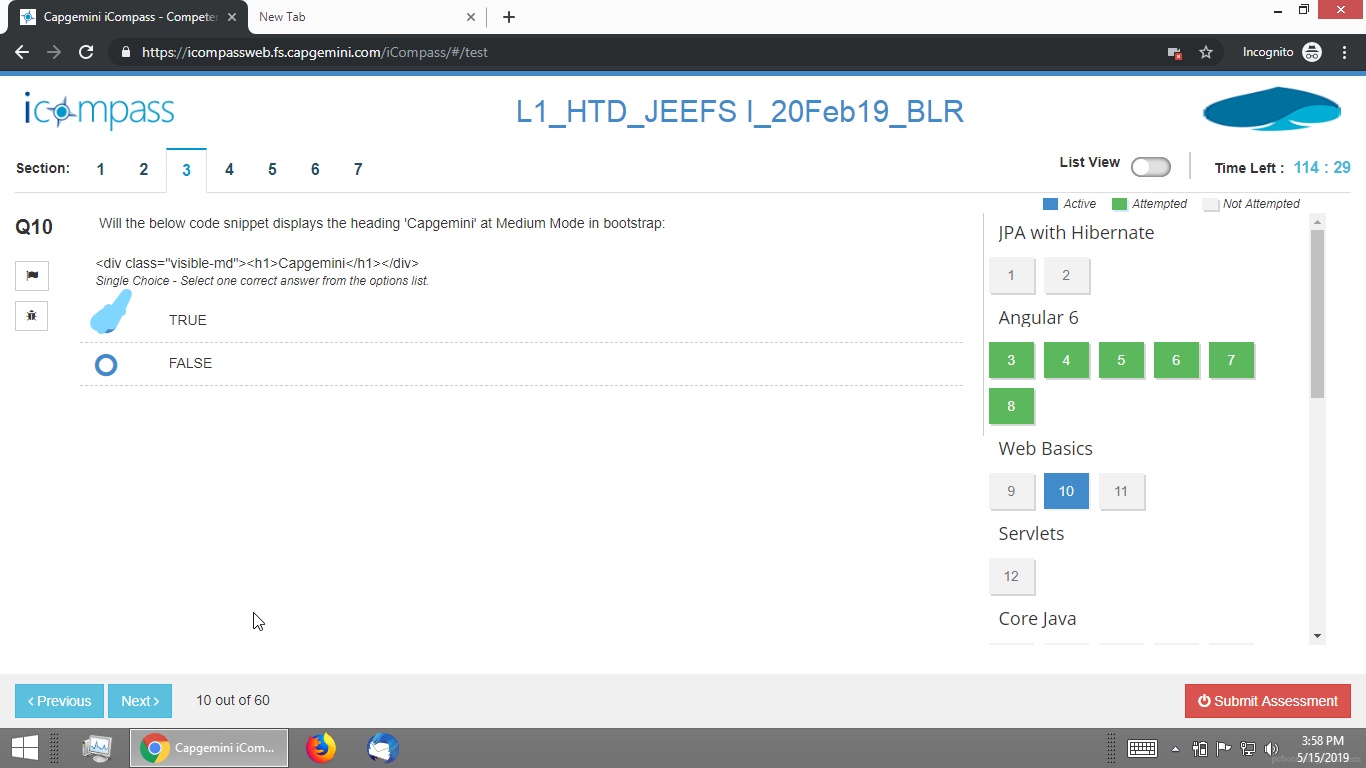 Capgemini iCompass - Competen
New Tab
https://icompassweb.fs.capgemini.com/iCompass/#/test
Incognito
icompass
L1_HTD_JEEFS I_20Feb19_BLR
Section: 1 2 3 4 5 6 7
List View
Time Left : 114 : 29
Active Attempted Not Attempted
Q10
Will the below code snippet displays the heading 'Capgemini' at Medium Mode in bootstrap:
<div class="visible-md"><h1>Capgemini</h1></div>
Single Choice - Select one correct answer from the options list.
TRUE
FALSE
JPA with Hibernate
1 2
Angular 6
3 4 5 6 7
8
Web Basics
9 10 11
Servlets
12
Core Java
Previous Next 10 out of 60
Submit Assessment
Capgemini iCom...
3:58 PM
5/15/2019